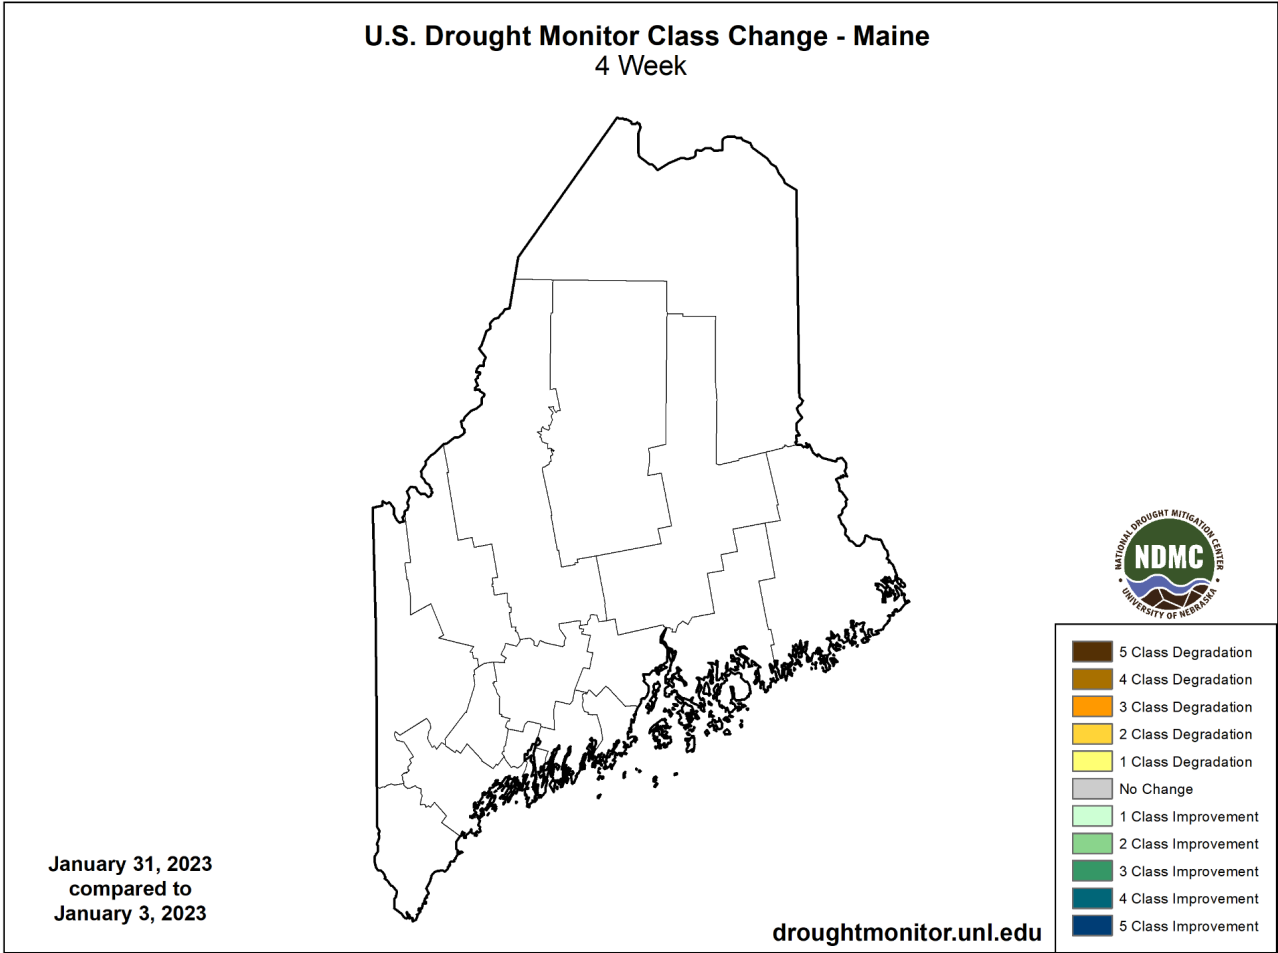 U.S. Drought Monitor Class Change - Maine
4 Week
NATIONAL DROUGHT MITIGATION CENTER
NDMC
UNIVERSITY OF NEBRASKA
5 Class Degradation
4 Class Degradation
3 Class Degradation
2 Class Degradation
1 Class Degradation
No Change
1 Class Improvement
2 Class Improvement
3 Class Improvement
4 Class Improvement
5 Class Improvement
January 31, 2023
compared to
January 3, 2023
droughtmonitor.unl.edu